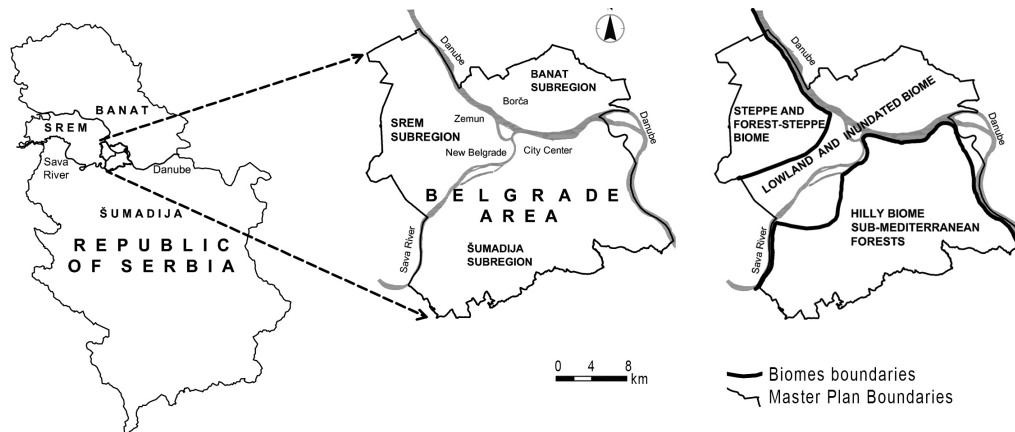 BANAT
SREM
Sava
River
Danube
ŠUMADIJA
REPUBLIC
OF SERBIA
Danube
BANAT
SUBREGION
Borča
Zemun
SREM
SUBREGION
Danube
New Belgrade
City Center
BELGRADE
AREA
Sava River
ŠUMADIJA
SUBREGION
0 4 8
km
Danube
STEPPE AND
FOREST-STEPPE
BIOME
LOWLAND AND INUNDATED BIOME
Danube
HILLY BIOME
SUB-MEDITERRANEAN
FORESTS
Sava River
Biomes boundaries
Master Plan Boundaries